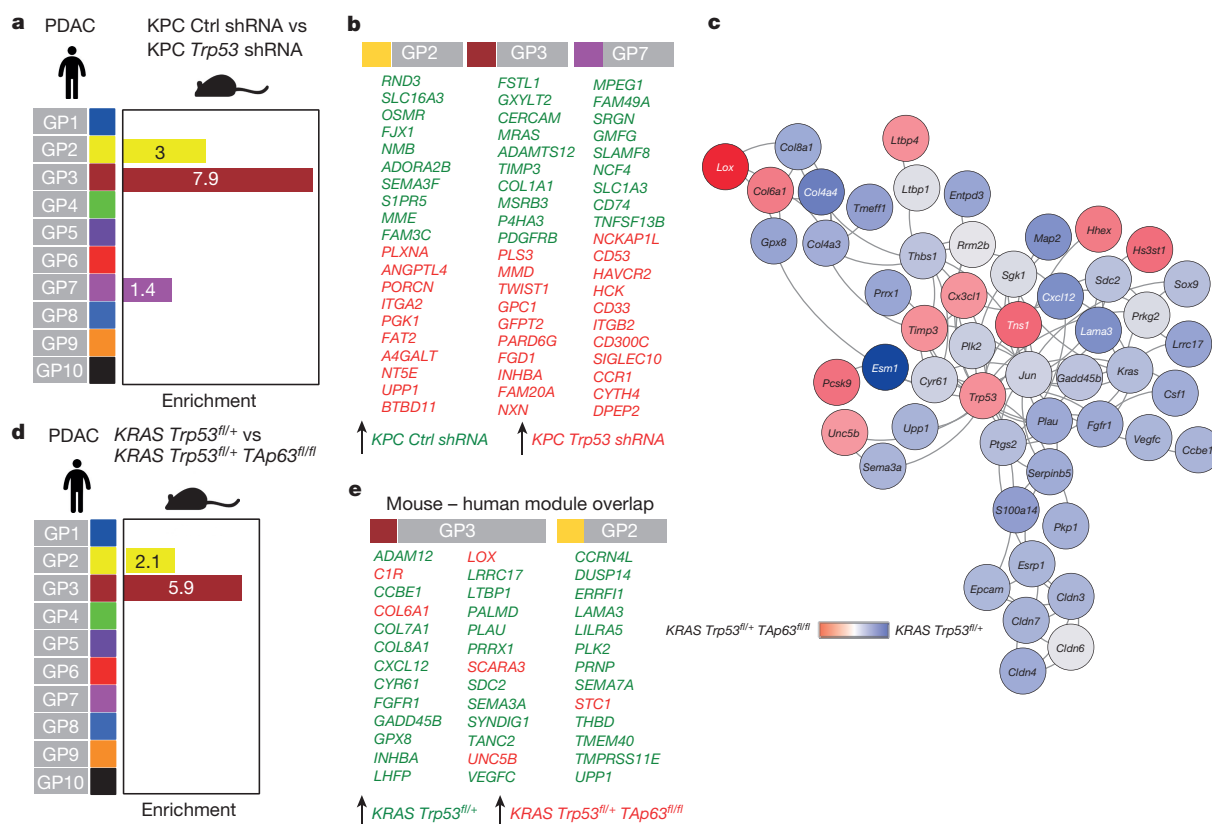 a
PDAC
KPC Ctrl shRNA vs
KPC Trp53 shRNA
GP1
GP2
3
GP3
7.9
GP4
GP5
GP6
GP7
1.4
GP8
GP9
GP10
Enrichment
b
GP2
GP3
GP7
RND3
SLC16A3
OSMR
FJX1
NMB
ADORA2B
SEMA3F
S1PR5
MME
FAM3C
PLXNA
ANGPTL4
PORCN
ITGA2
PGK1
FAT2
A4GALT
NT5E
UPP1
BTBD11
FSTL1
GXYLT2
CERCAM
MRAS
ADAMTS12
TIMP3
COL1A1
MSRB3
P4HA3
PDGFRB
PLS3
MMD
TWIST1
GPC1
GFPT2
PARD6G
FGD1
INHBA
FAM20A
NXN
MPEG1
FAM49A
SRGN
GMFG
SLAMF8
NCF4
SLC1A3
CD74
TNFSF13B
NCKAP1L
CD53
HAVCR2
HCK
CD33
ITGB2
CD300C
SIGLEC10
CCR1
CYTH4
DPEP2
KPC Ctrl shRNA
KPC Trp53 shRNA
c
Ltbp4
Col8a1
Lox
Col6a1
Col4a4
Ltbp1
Entpd3
Tmeff1
Gpx8
Col4a3
Thbs1
Rrm2b
Map2
Hhex
Hs3st1
Sgk1
Sdc2
Sox9
Prrx1
Cx3cl1
Cxcl12
Timp3
Tns1
Prkg2
Lama3
Lrrc17
Plk2
Esm1
Pcsk9
Cyr61
Jun
Gadd45b
Kras
Csf1
Trp53
Unc5b
Upp1
Plau
Fgfr1
Vegfc
Ccbe1
Sema3a
Ptgs2
Serpinb5
S100a14
Pkp1
Esrp1
Epcam
Cldn3
Cldn7
Cldn6
Cldn4
KRAS Trp53fl/+ TAp63fl/fl
KRAS Trp53fl/+
d
PDAC
KRAS Trp53fl/+ vs
KRAS Trp53fl/+ TAp63fl/fl
GP1
GP2
2.1
GP3
5.9
GP4
GP5
GP6
GP7
GP8
GP9
GP10
Enrichment
e
Mouse – human module overlap
GP3
GP2
ADAM12
C1R
CCBE1
COL6A1
COL7A1
COL8A1
CXCL12
CYR61
FGFR1
GADD45B
GPX8
INHBA
LHFP
LOX
LRRC17
LTBP1
PALMD
PLAU
PRRX1
SCARA3
SDC2
SEMA3A
SYNDIG1
TANC2
UNC5B
VEGFC
CCRN4L
DUSP14
ERRFI1
LAMA3
LILRA5
PLK2
PRNP
SEMA7A
STC1
THBD
TMEM40
TMPRSS11E
UPP1
KRAS Trp53fl/+
KRAS Trp53fl/+ TAp63fl/fl